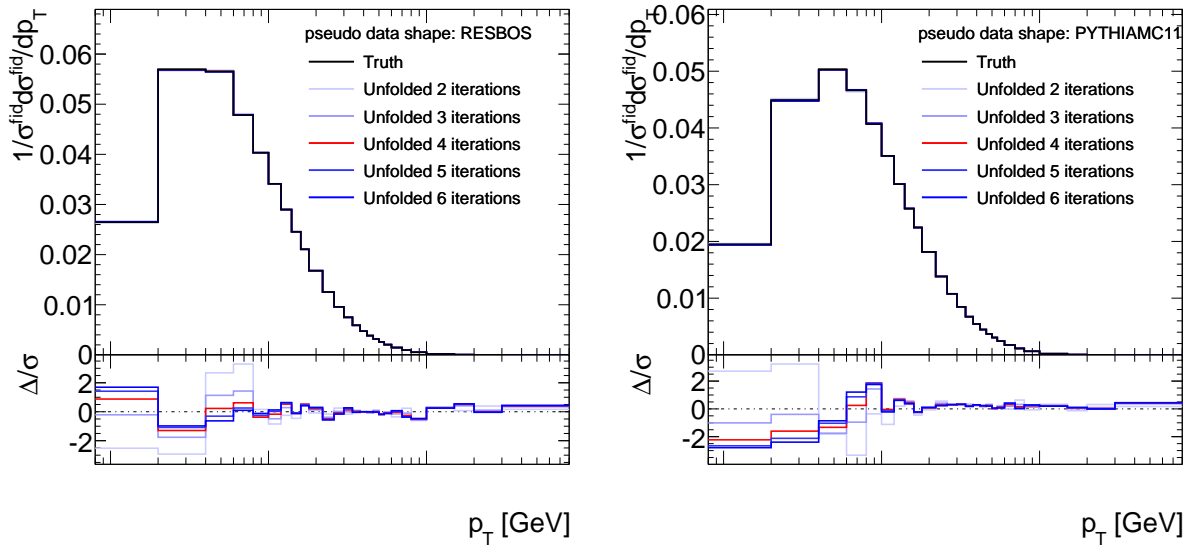 1/σ^fid dσ^fid/dp_T
0.06
0.05
0.04
0.03
0.02
0.01
0
pseudo data shape: RESBOS
Truth
Unfolded 2 iterations
Unfolded 3 iterations
Unfolded 4 iterations
Unfolded 5 iterations
Unfolded 6 iterations
Δ/σ
2
0
-2
p_T [GeV]
1/σ^fid dσ^fid/dp_T
0.06
0.05
0.04
0.03
0.02
0.01
0
pseudo data shape: PYTHIAMC11
Truth
Unfolded 2 iterations
Unfolded 3 iterations
Unfolded 4 iterations
Unfolded 5 iterations
Unfolded 6 iterations
Δ/σ
2
0
-2
p_T [GeV]